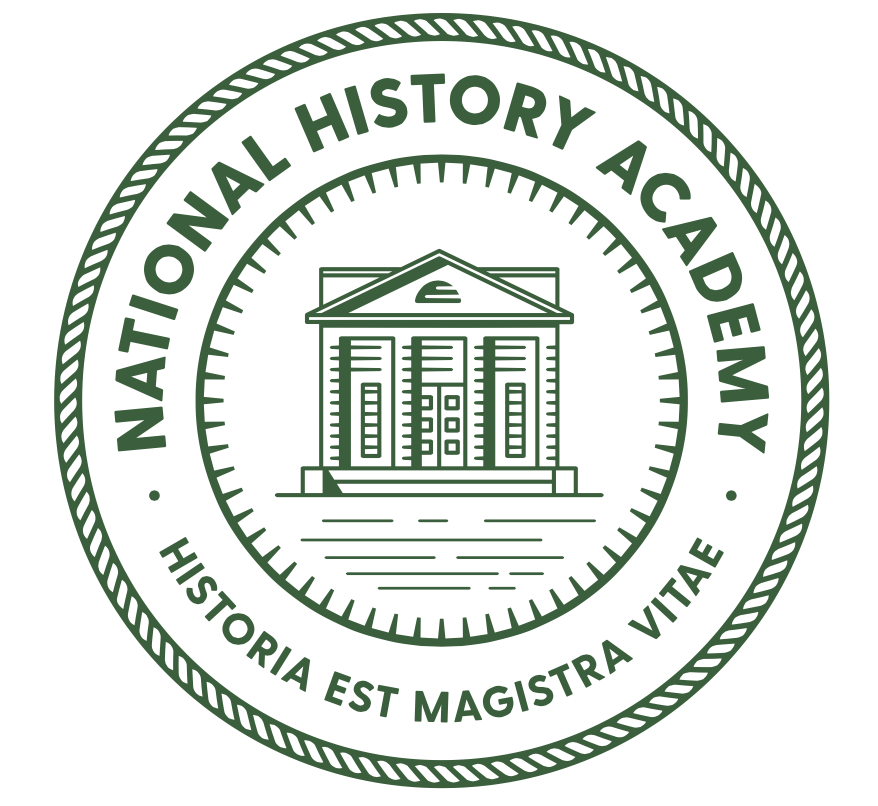 NATIONAL HISTORY ACADEMY
HISTORIA EST MAGISTRA VITAE